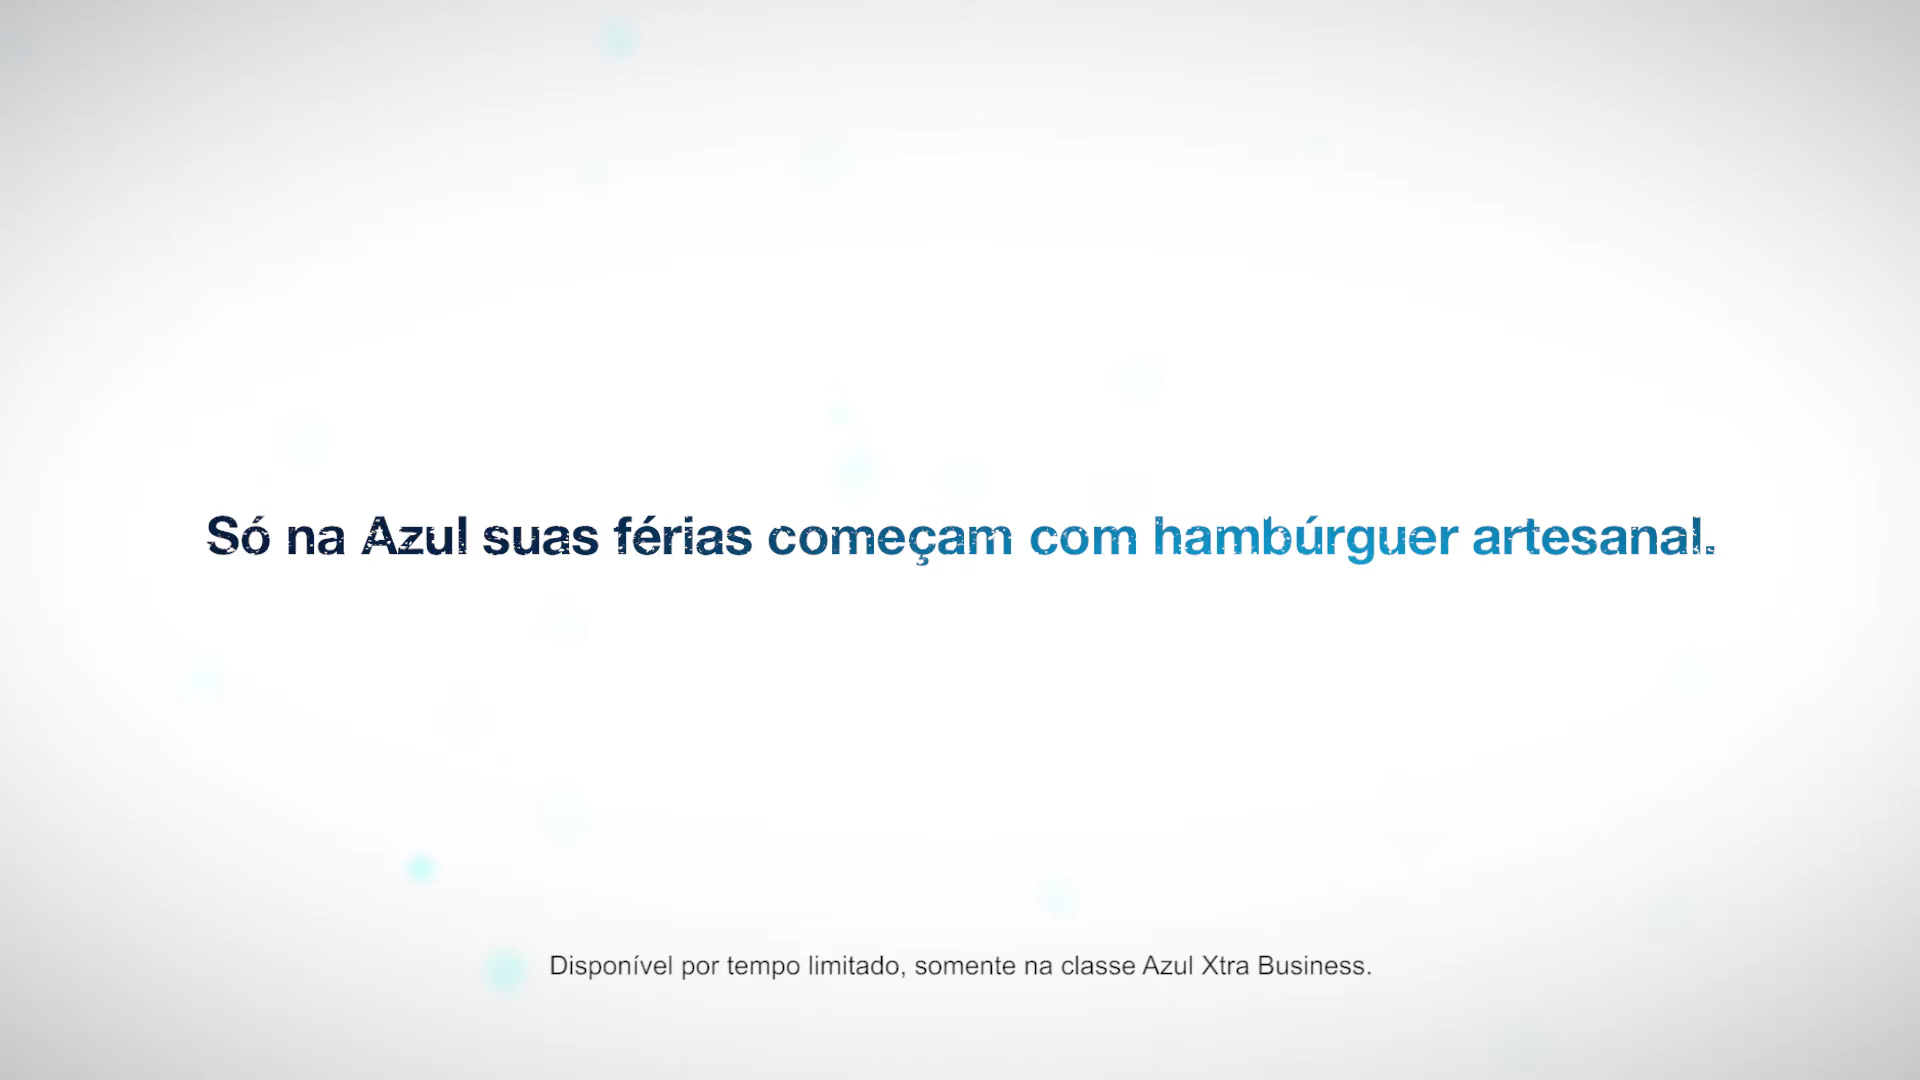 Só na Azul suas férias começam com hambúrguer artesanal.
Disponível por tempo limitado, somente na classe Azul Xtra Business.